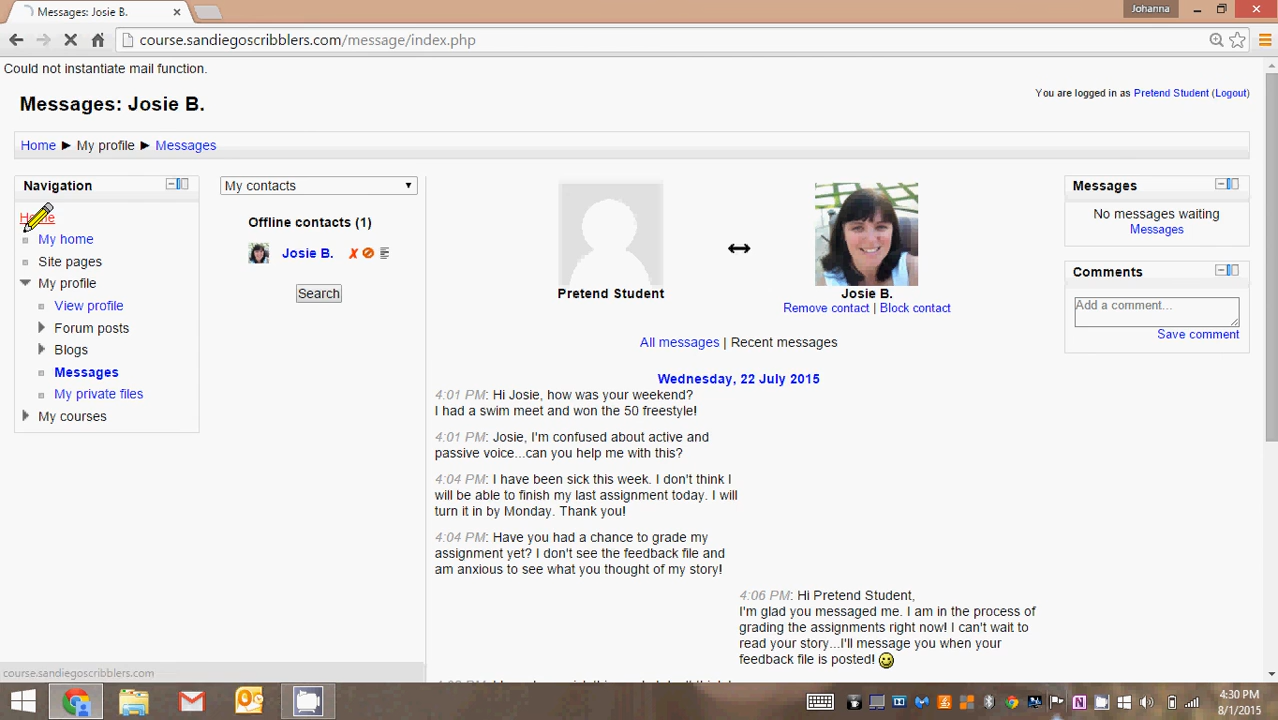 Messages: Josie B.
Johanna
course.sandiegoscribblers.com/message/index.php
Could not instantiate mail function.
Messages: Josie B.
You are logged in as Pretend Student (Logout)
Home ► My profile ► Messages
Navigation
Home
My home
Site pages
My profile
View profile
Forum posts
Blogs
Messages
My private files
My courses
My contacts
Offline contacts (1)
Josie B.
Search
Pretend Student
Josie B.
Remove contact | Block contact
All messages | Recent messages
Wednesday, 22 July 2015
4:01 PM: Hi Josie, how was your weekend?
I had a swim meet and won the 50 freestyle!
4:01 PM: Josie, I'm confused about active and
passive voice...can you help me with this?
4:04 PM: I have been sick this week. I don't think I
will be able to finish my last assignment today. I will
turn it in by Monday. Thank you!
4:04 PM: Have you had a chance to grade my
assignment yet? I don't see the feedback file and
am anxious to see what you thought of my story!
4:06 PM: Hi Pretend Student,
I'm glad you messaged me. I am in the process of
grading the assignments right now! I can't wait to
read your story...I'll message you when your
feedback file is posted!
Messages
No messages waiting
Messages
Comments
Add a comment...
Save comment
course.sandiegoscribblers.com
4:30 PM
8/1/2015